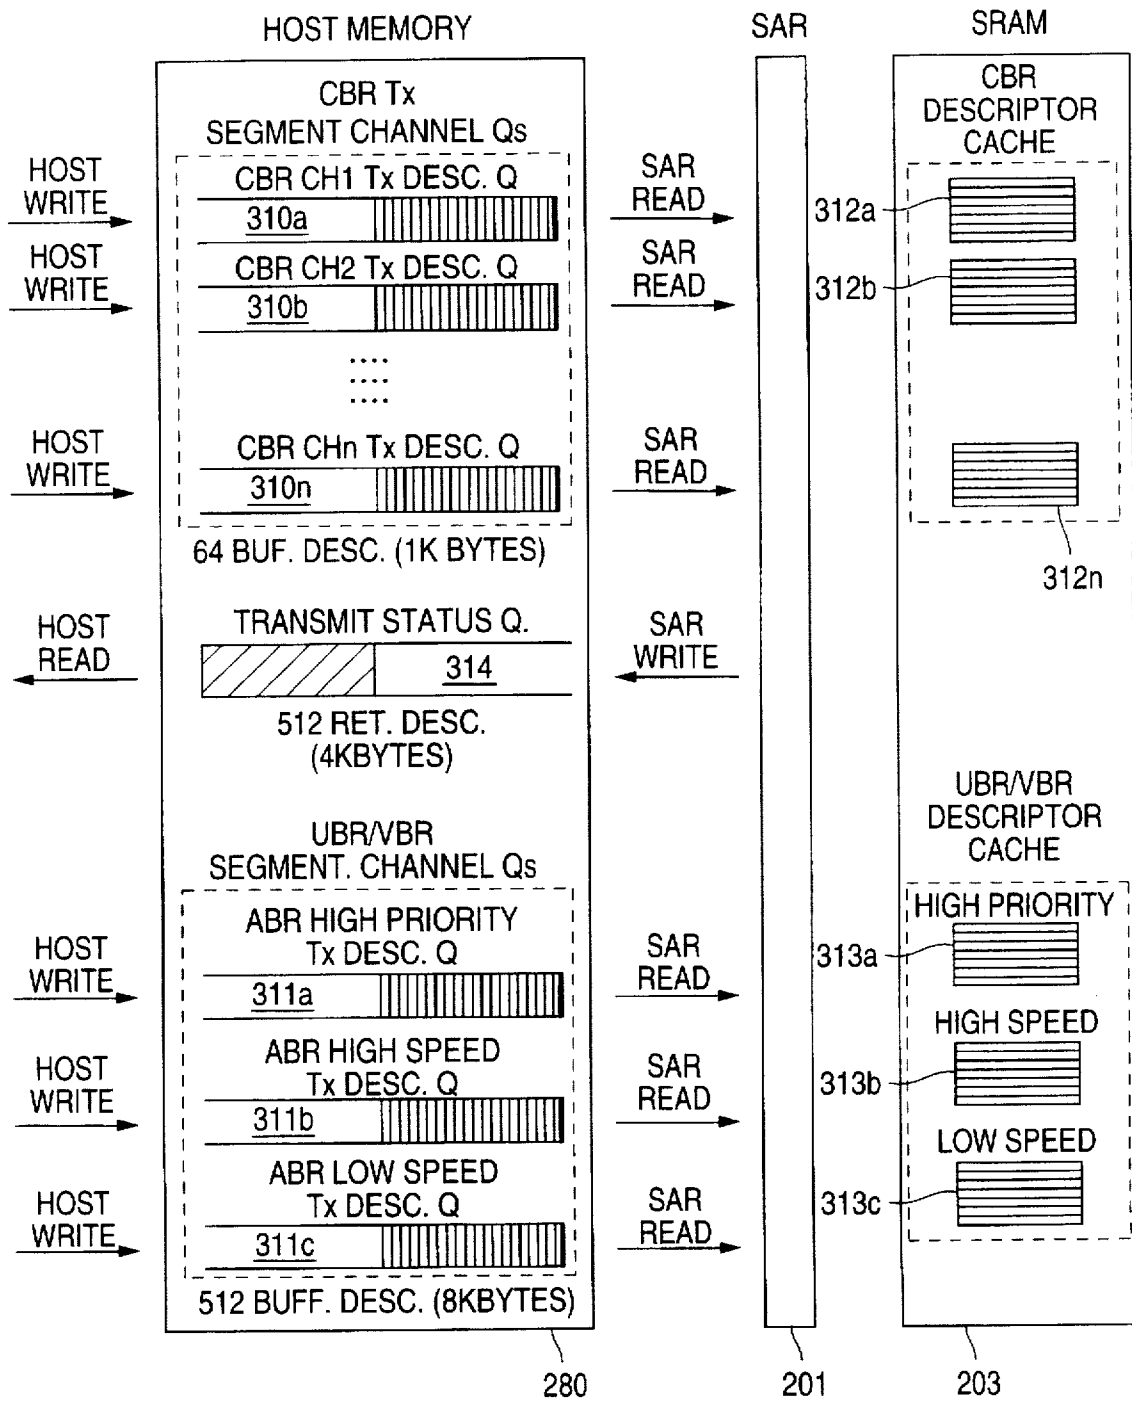 HOST MEMORY
SAR
SRAM
CBR Tx
SEGMENT CHANNEL Qs
CBR
DESCRIPTOR
CACHE
HOST
WRITE
CBR CH1 Tx DESC. Q
310a
SAR
READ
312a
HOST
WRITE
CBR CH2 Tx DESC. Q
310b
SAR
READ
312b
HOST
WRITE
CBR CHn Tx DESC. Q
310n
SAR
READ
312n
64 BUF. DESC. (1K BYTES)
HOST
READ
TRANSMIT STATUS Q.
314
SAR
WRITE
512 RET. DESC.
(4KBYTES)
UBR/VBR
SEGMENT. CHANNEL Qs
UBR/VBR
DESCRIPTOR
CACHE
HOST
WRITE
ABR HIGH PRIORITY
Tx DESC. Q
311a
SAR
READ
HIGH PRIORITY
313a
HOST
WRITE
ABR HIGH SPEED
Tx DESC. Q
311b
SAR
READ
HIGH SPEED
313b
HOST
WRITE
ABR LOW SPEED
Tx DESC. Q
311c
SAR
READ
LOW SPEED
313c
512 BUFF. DESC. (8KBYTES)
280
201
203